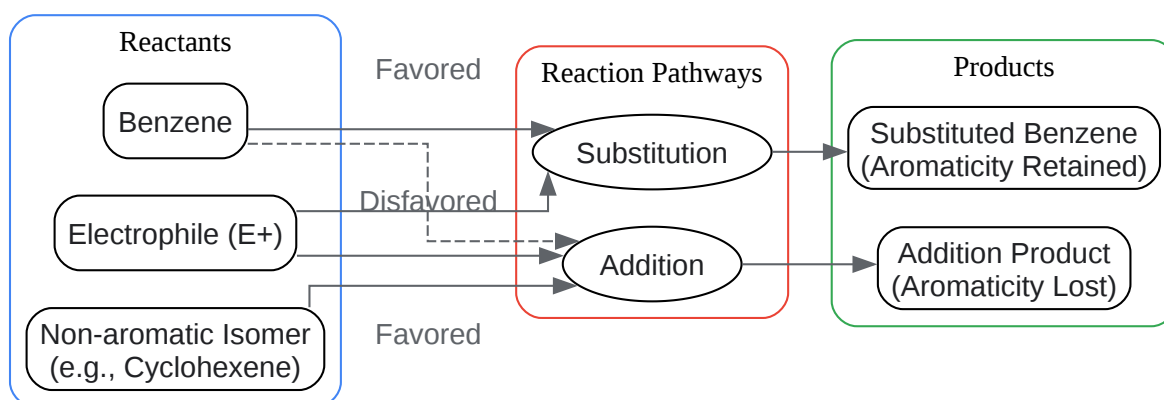 Reactants
Benzene
Electrophile (E+)
Non-aromatic Isomer
(e.g., Cyclohexene)
Favored
Disfavored
Favored
Reaction Pathways
Substitution
Addition
Products
Substituted Benzene
(Aromaticity Retained)
Addition Product
(Aromaticity Lost)